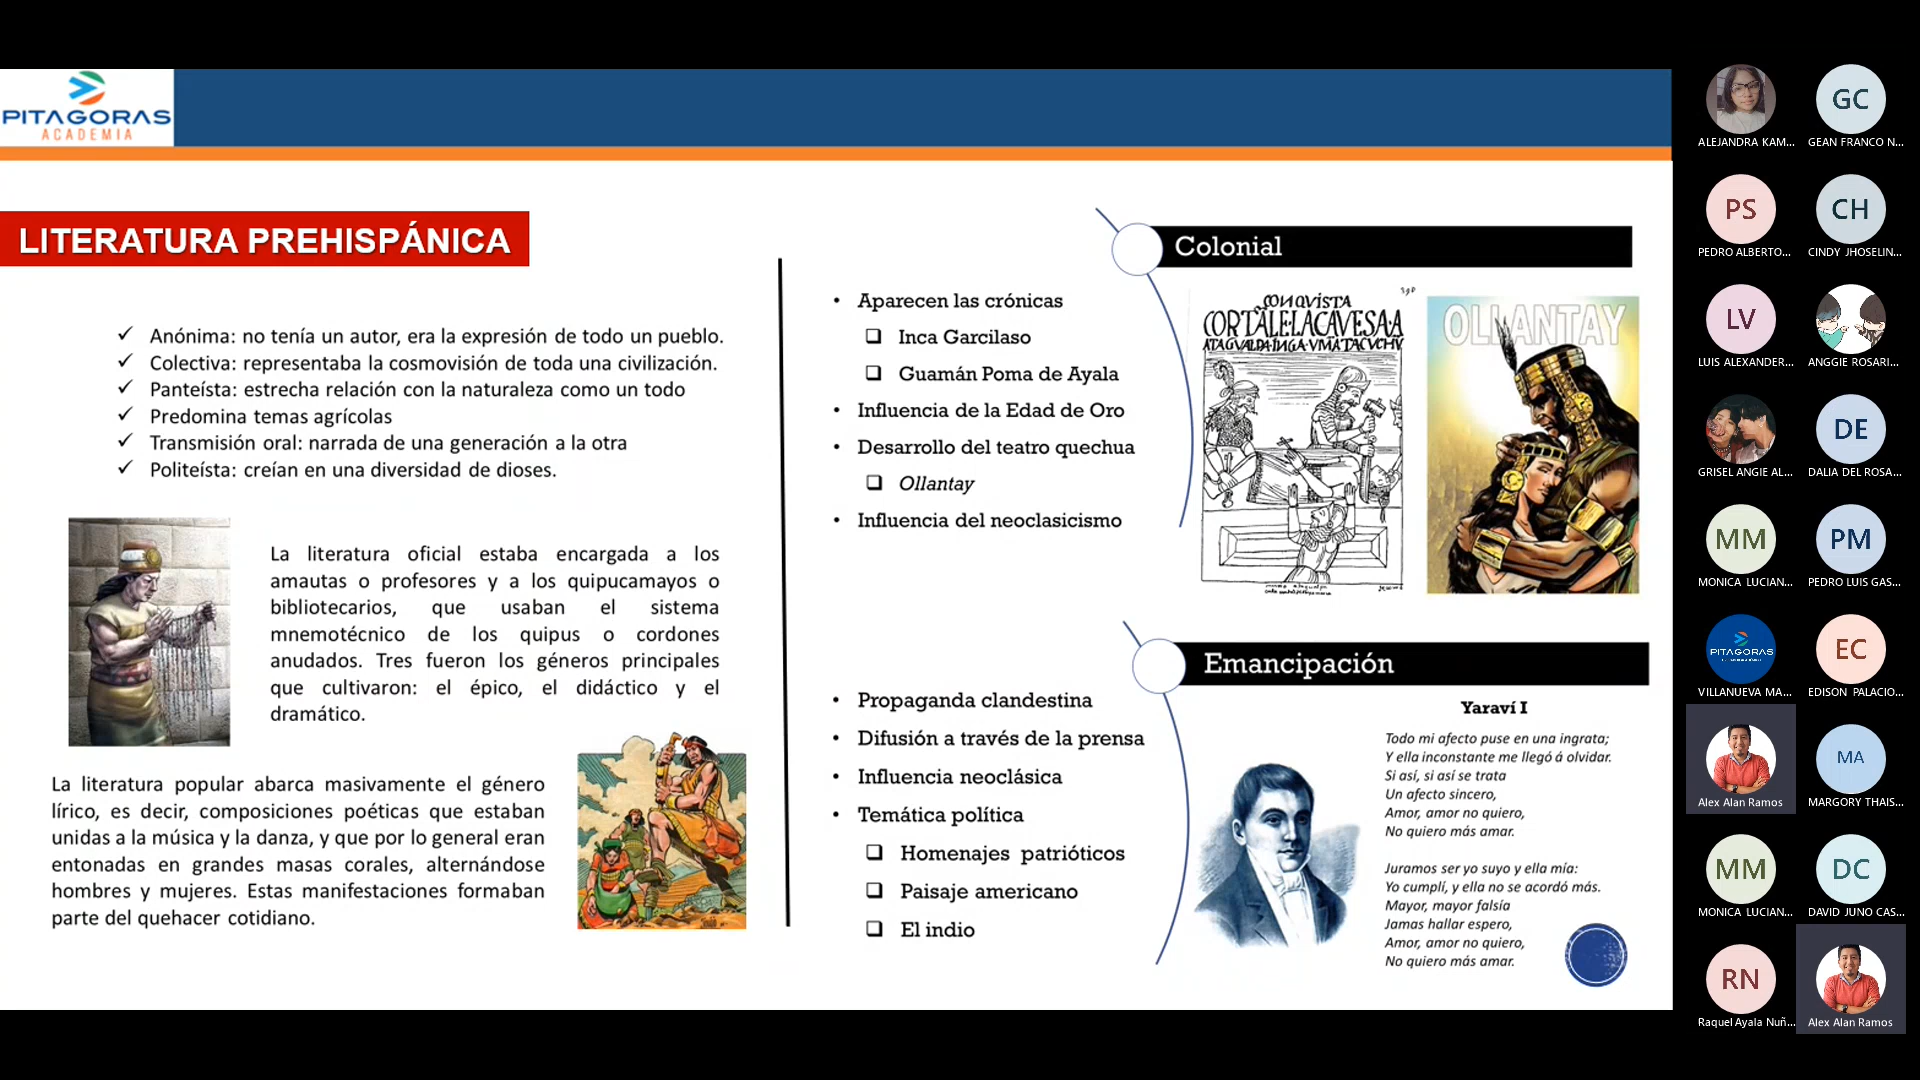 PITAGORAS
ACADEMIA
LITERATURA PREHISPÁNICA
Anónima: no tenía un autor, era la expresión de todo un pueblo.
Colectiva: representaba la cosmovisión de toda una civilización.
Panteísta: estrecha relación con la naturaleza como un todo
Predomina temas agrícolas
Transmisión oral: narrada de una generación a la otra
Politeísta: creían en una diversidad de dioses.
La literatura oficial estaba encargada a los
amautas o profesores y a los quipucamayos o
bibliotecarios, que usaban el sistema
mnemotécnico de los quipus o cordones
anudados. Tres fueron los géneros principales
que cultivaron: el épico, el didáctico y el
dramático.
La literatura popular abarca masivamente el género
lírico, es decir, composiciones poéticas que estaban
unidas a la música y la danza, y que por lo general eran
entonadas en grandes masas corales, alternándose
hombres y mujeres. Estas manifestaciones formaban
parte del quehacer cotidiano.
Colonial
• Aparecen las crónicas
Inca Garcilaso
Guamán Poma de Ayala
• Influencia de la Edad de Oro
• Desarrollo del teatro quechua
Ollantay
• Influencia del neoclasicismo
390
CONQVISTA
CORTALELACAVESAA
ATAGVALPAINGAVMATACVCHV
OLLANTAY
Emancipación
• Propaganda clandestina
• Difusión a través de la prensa
• Influencia neoclásica
• Temática política
Homenajes patrióticos
Paisaje americano
El indio
Yaraví I
Todo mi afecto puse en una ingrata;
Y ella inconstante me llegó á olvidar.
Si así, si así se trata
Un afecto sincero,
Amor, amor no quiero,
No quiero más amar.
Juramos ser yo suyo y ella mía:
Yo cumplí, y ella no se acordó más.
Mayor, mayor falsía
Jamas hallar espero,
Amor, amor no quiero,
No quiero más amar.
ALEJANDRA KAM...
GC
GEAN FRANCO N...
PS
PEDRO ALBERTO...
CH
CINDY JHOSELIN...
LV
LUIS ALEXANDER...
ANGGIE ROSARI...
GRISEL ANGIE AL...
DE
DALIA DEL ROSA...
MM
MONICA LUCIAN...
PM
PEDRO LUIS GAS...
PITAGORAS
VILLANUEVA MA...
EC
EDISON PALACIO...
Alex Alan Ramos
MA
MARGORY THAIS...
MM
MONICA LUCIAN...
DC
DAVID JUNO CAS...
RN
Raquel Ayala Nuñ...
Alex Alan Ramos